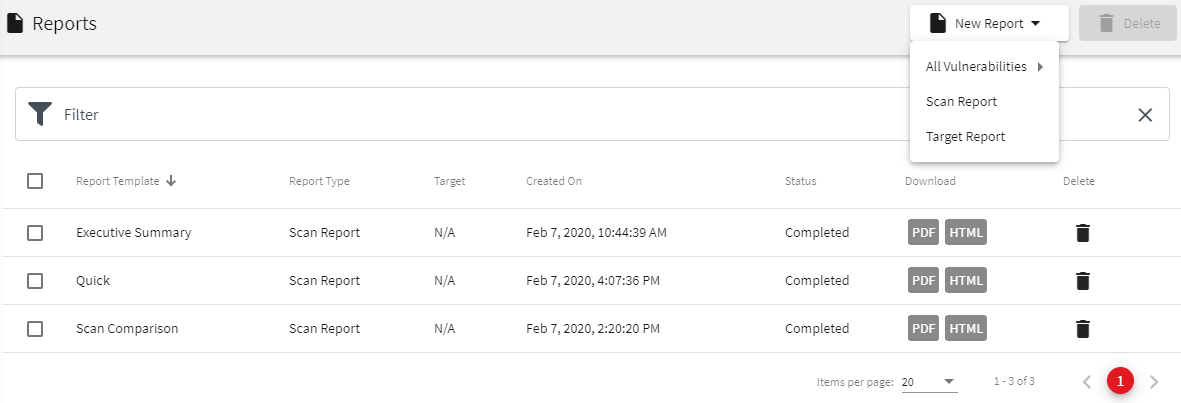 Reports
New Report
Delete
All Vulnerabilities
Scan Report
Target Report
Filter
Report Template Report Type Target Created On Status Download Delete
Executive Summary Scan Report N/A Feb 7, 2020, 10:44:39 AM Completed PDF HTML
Quick Scan Report N/A Feb 7, 2020, 4:07:36 PM Completed PDF HTML
Scan Comparison Scan Report N/A Feb 7, 2020, 2:20:20 PM Completed PDF HTML
Items per page: 20 1 - 3 of 3 1